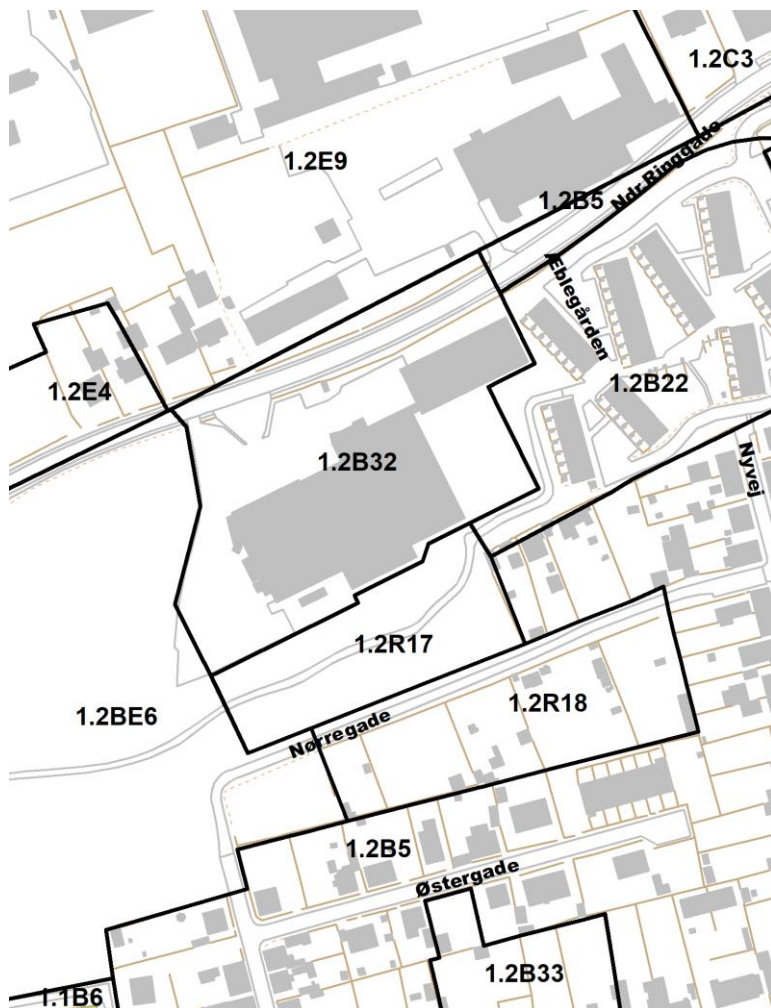 1.2C3
1.2E9
Ndr.Ringgade
1.2B5
Æblegården
1.2E4
1.2B22
1.2B32
Nyvej
1.2R17
1.2R18
1.2BE6
Nørregade
1.2B5
Østergade
1.2B33
1.1B6